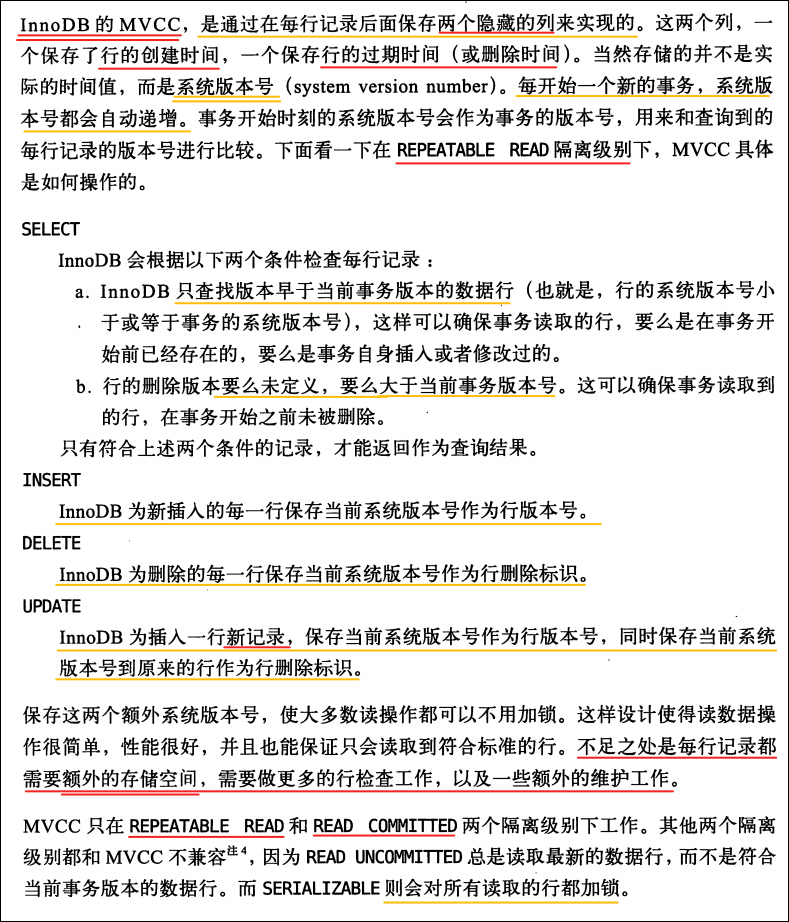 InnoDB 的 MVCC，是通过在每行记录后面保存两个隐藏的列来实现的。这两个列，一
个保存了行的创建时间，一个保存行的过期时间（或删除时间）。当然存储的并不是实
际的时间值，而是系统版本号（system version number）。每开始一个新的事务，系统版
本号都会自动递增。事务开始时刻的系统版本号会作为事务的版本号，用来和查询到的
每行记录的版本号进行比较。下面看一下在 REPEATABLE READ 隔离级别下，MVCC 具体
是如何操作的。
SELECT
InnoDB 会根据以下两个条件检查每行记录：
a. InnoDB 只查找版本早于当前事务版本的数据行（也就是，行的系统版本号小
于或等于事务的系统版本号），这样可以确保事务读取的行，要么是在事务开
始前已经存在的，要么是事务自身插入或者修改过的。
b. 行的删除版本要么未定义，要么大于当前事务版本号。这可以确保事务读取到
的行，在事务开始之前未被删除。
只有符合上述两个条件的记录，才能返回作为查询结果。
INSERT
InnoDB 为新插入的每一行保存当前系统版本号作为行版本号。
DELETE
InnoDB 为删除的每一行保存当前系统版本号作为行删除标识。
UPDATE
InnoDB 为插入一行新记录，保存当前系统版本号作为行版本号，同时保存当前系统
版本号到原来的行作为行删除标识。
保存这两个额外系统版本号，使大多数读操作都可以不用加锁。这样设计使得读数据操
作很简单，性能很好，并且也能保证只会读取到符合标准的行。不足之处是每行记录都
需要额外的存储空间，需要做更多的行检查工作，以及一些额外的维护工作。
MVCC 只在 REPEATABLE READ 和 READ COMMITTED 两个隔离级别下工作。其他两个隔离
级别都和 MVCC 不兼容注4，因为 READ UNCOMMITTED 总是读取最新的数据行，而不是符合
当前事务版本的数据行。而 SERIALIZABLE 则会对所有读取的行都加锁。